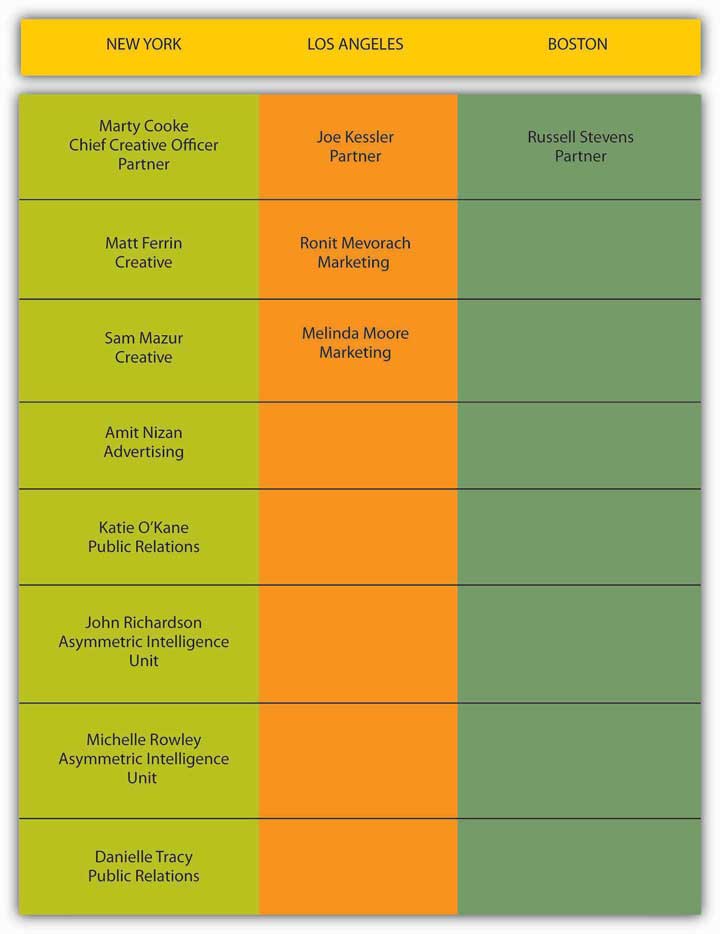 NEW YORK LOS ANGELES BOSTON
Marty Cooke
Chief Creative Officer
Partner
Joe Kessler
Partner
Russell Stevens
Partner
Matt Ferrin
Creative
Ronit Mevorach
Marketing
Sam Mazur
Creative
Melinda Moore
Marketing
Amit Nizan
Advertising
Katie O’Kane
Public Relations
John Richardson
Asymmetric Intelligence
Unit
Michelle Rowley
Asymmetric Intelligence
Unit
Danielle Tracy
Public Relations